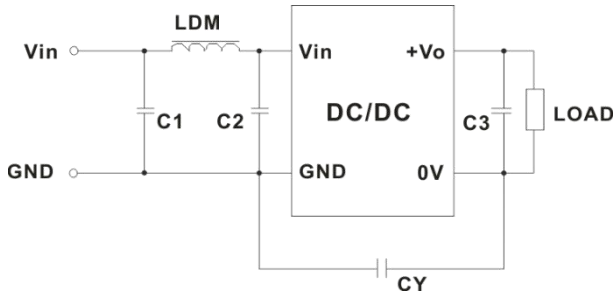 LDM
Vin
Vin
+Vo
C1
C2
DC/DC
C3
LOAD
GND
GND
0V
CY